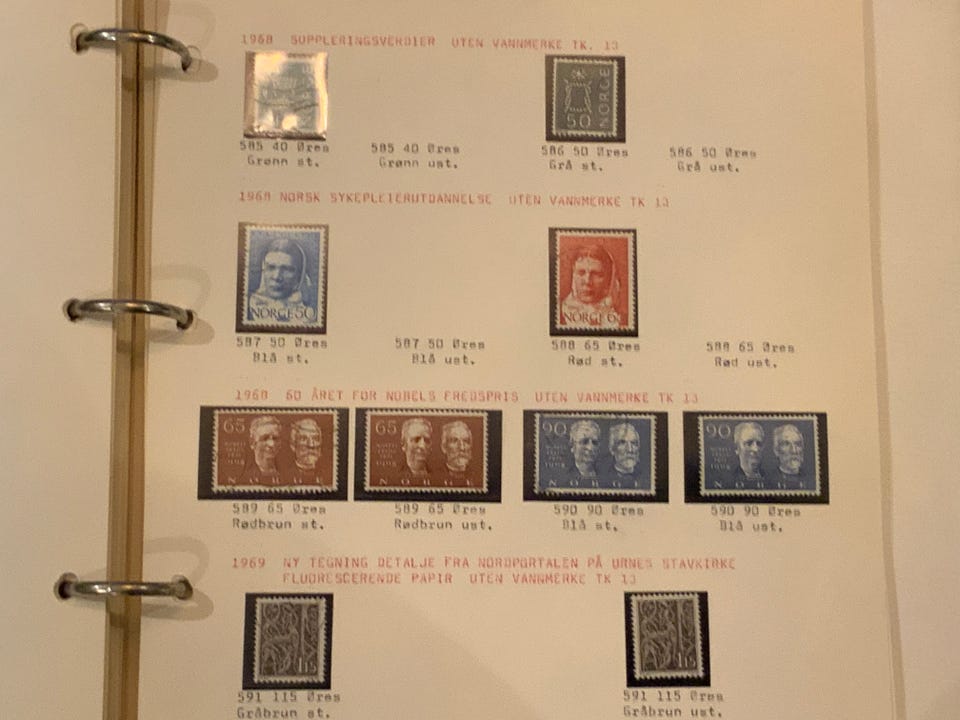 1968 SUPPLERINGSVERDIER UTEN VANNMERKE TK. 13
50 NORGE
585 40 Øres 585 40 Øres 586 50 Øres 586 50 Øres
Grønn st. Grønn ust. Grå st. Grå ust.
1968 NORSK SYKEPLEIERUTDANNELSE UTEN VANNMERKE TK 13
NORGE 50 NORGE
587 50 Øres 587 50 Øres 588 65 Øres 588 65 Øres
Blå st. Blå ust. Rød st. Rød ust.
1968 60 ÅRET FOR NOBELS FREDSPRIS UTEN VANNMERKE TK 13
65 65 90 90
NORGE NORGE NORGE NORGE
589 65 Øres 589 65 Øres 590 90 Øres 590 90 Øres
Rødbrun st. Rødbrun ust. Blå st. Blå ust.
1969 NY TEGNING DETALJE FRA NORDPORTALEN PÅ URNES STAVKIRKE
FLUORESCERENDE PAPIR UTEN VANNMERKE TK 13
1.15 1.15
591 115 Øres 591 115 Øres
Gråbrun st. Gråbrun ust.